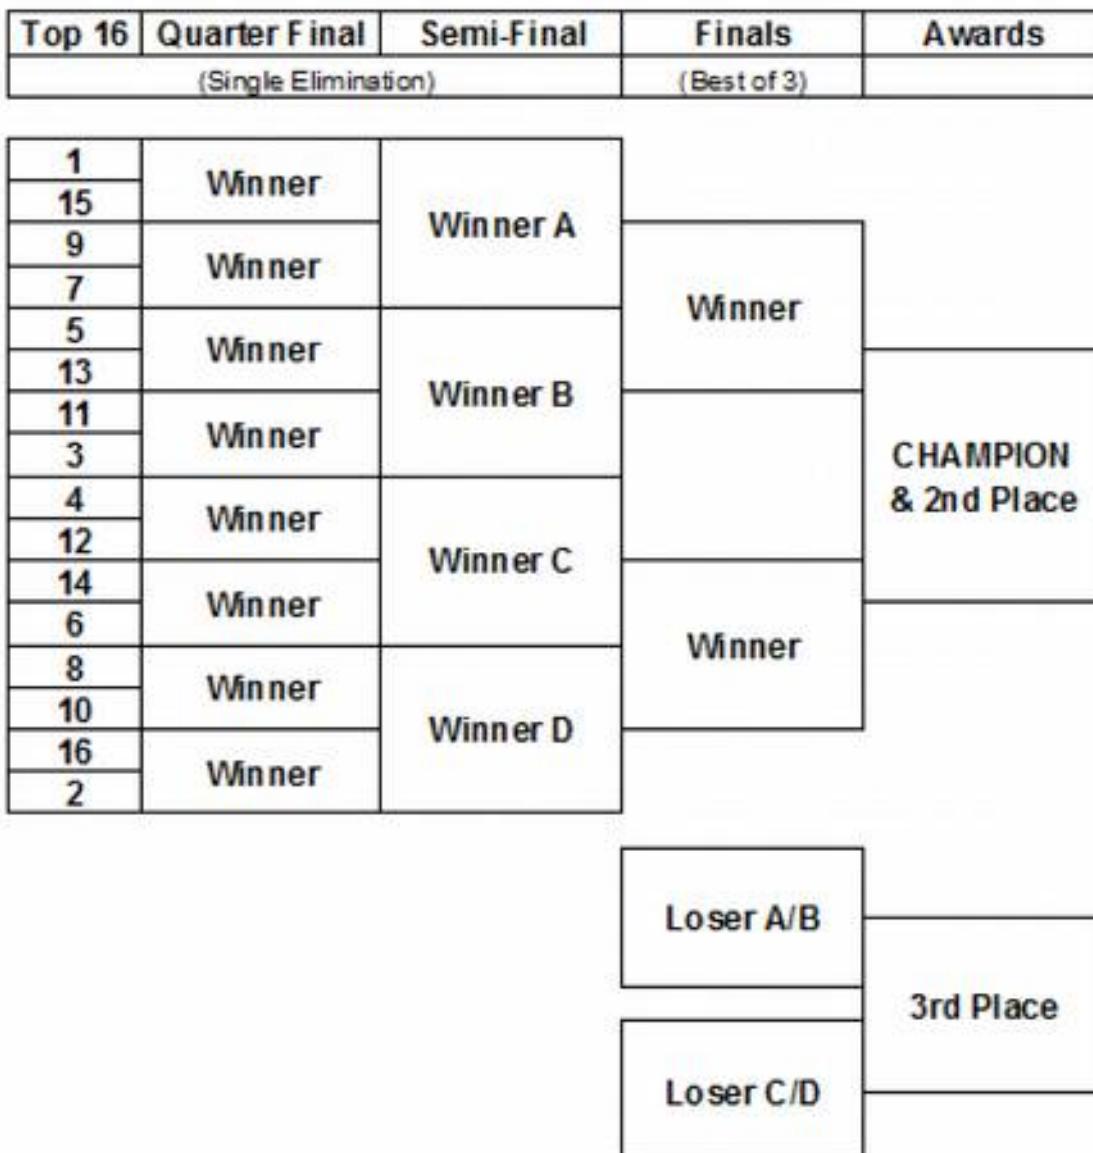 Top 16 Quarter Final Semi-Final Finals Awards
(Single Elimination) (Best of 3)
1
Winner
15
Winner A
9
Winner
7
Winner
5
Winner
13
Winner B
11
Winner
3
CHAMPION
& 2nd Place
4
Winner
12
Winner C
14
Winner
6
Winner
8
Winner
10
Winner D
16
Winner
2
Loser A/B
3rd Place
Loser C/D